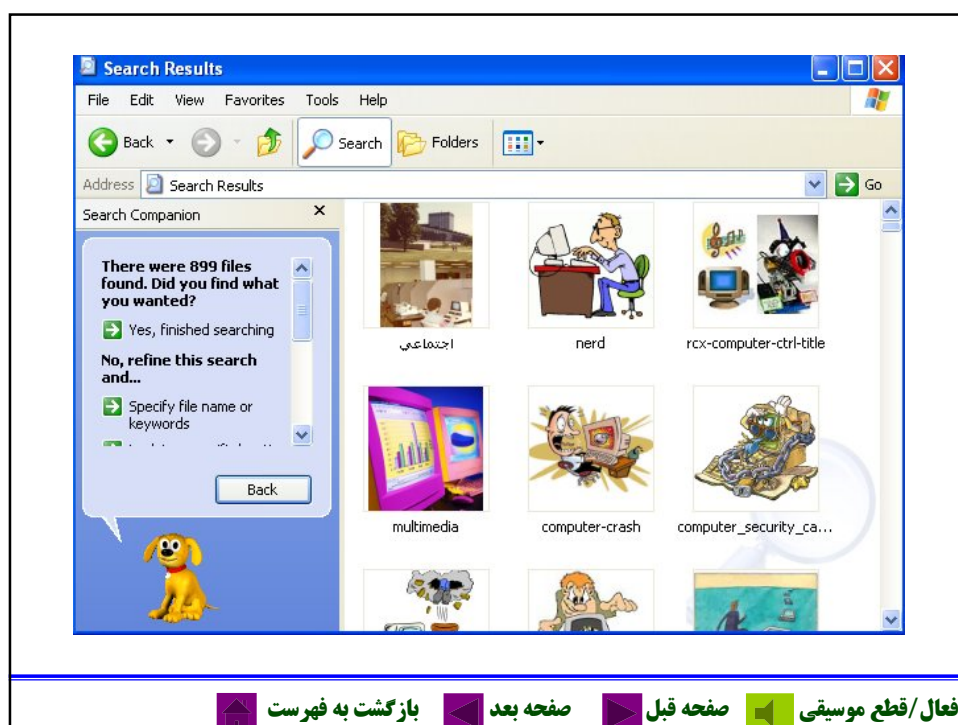 Search Results
File Edit View Favorites Tools Help
Back Search Folders
Address Search Results Go
Search Companion
There were 899 files
found. Did you find what
you wanted?
Yes, finished searching
No, refine this search
and...
Specify file name or
keywords
Back
اجتماعي nerd rcx-computer-ctrl-title
multimedia computer-crash computer_security_ca...
فعال/قطع موسیقی صفحه قبل صفحه بعد بازگشت به فهرست